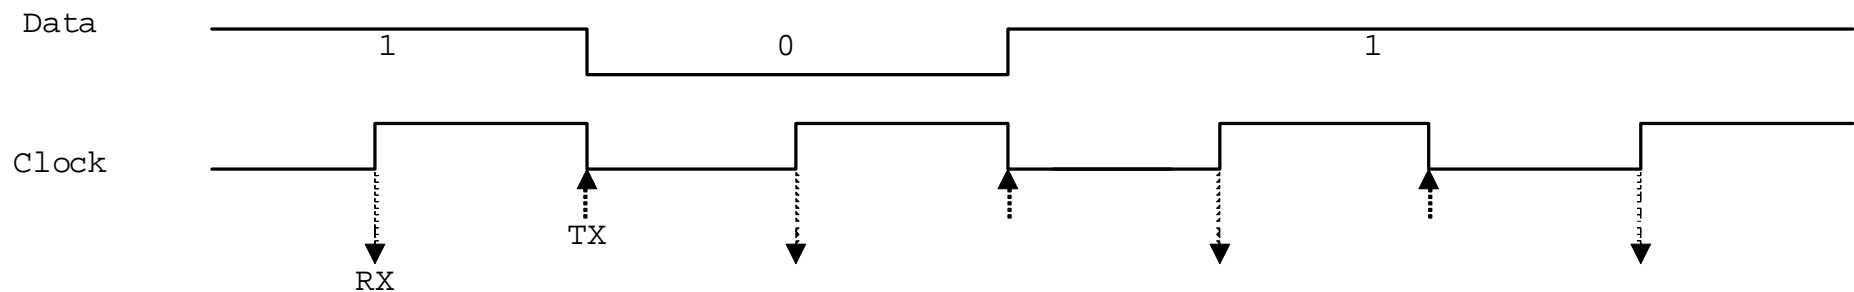 Data
1 0 1
Clock
TX
RX